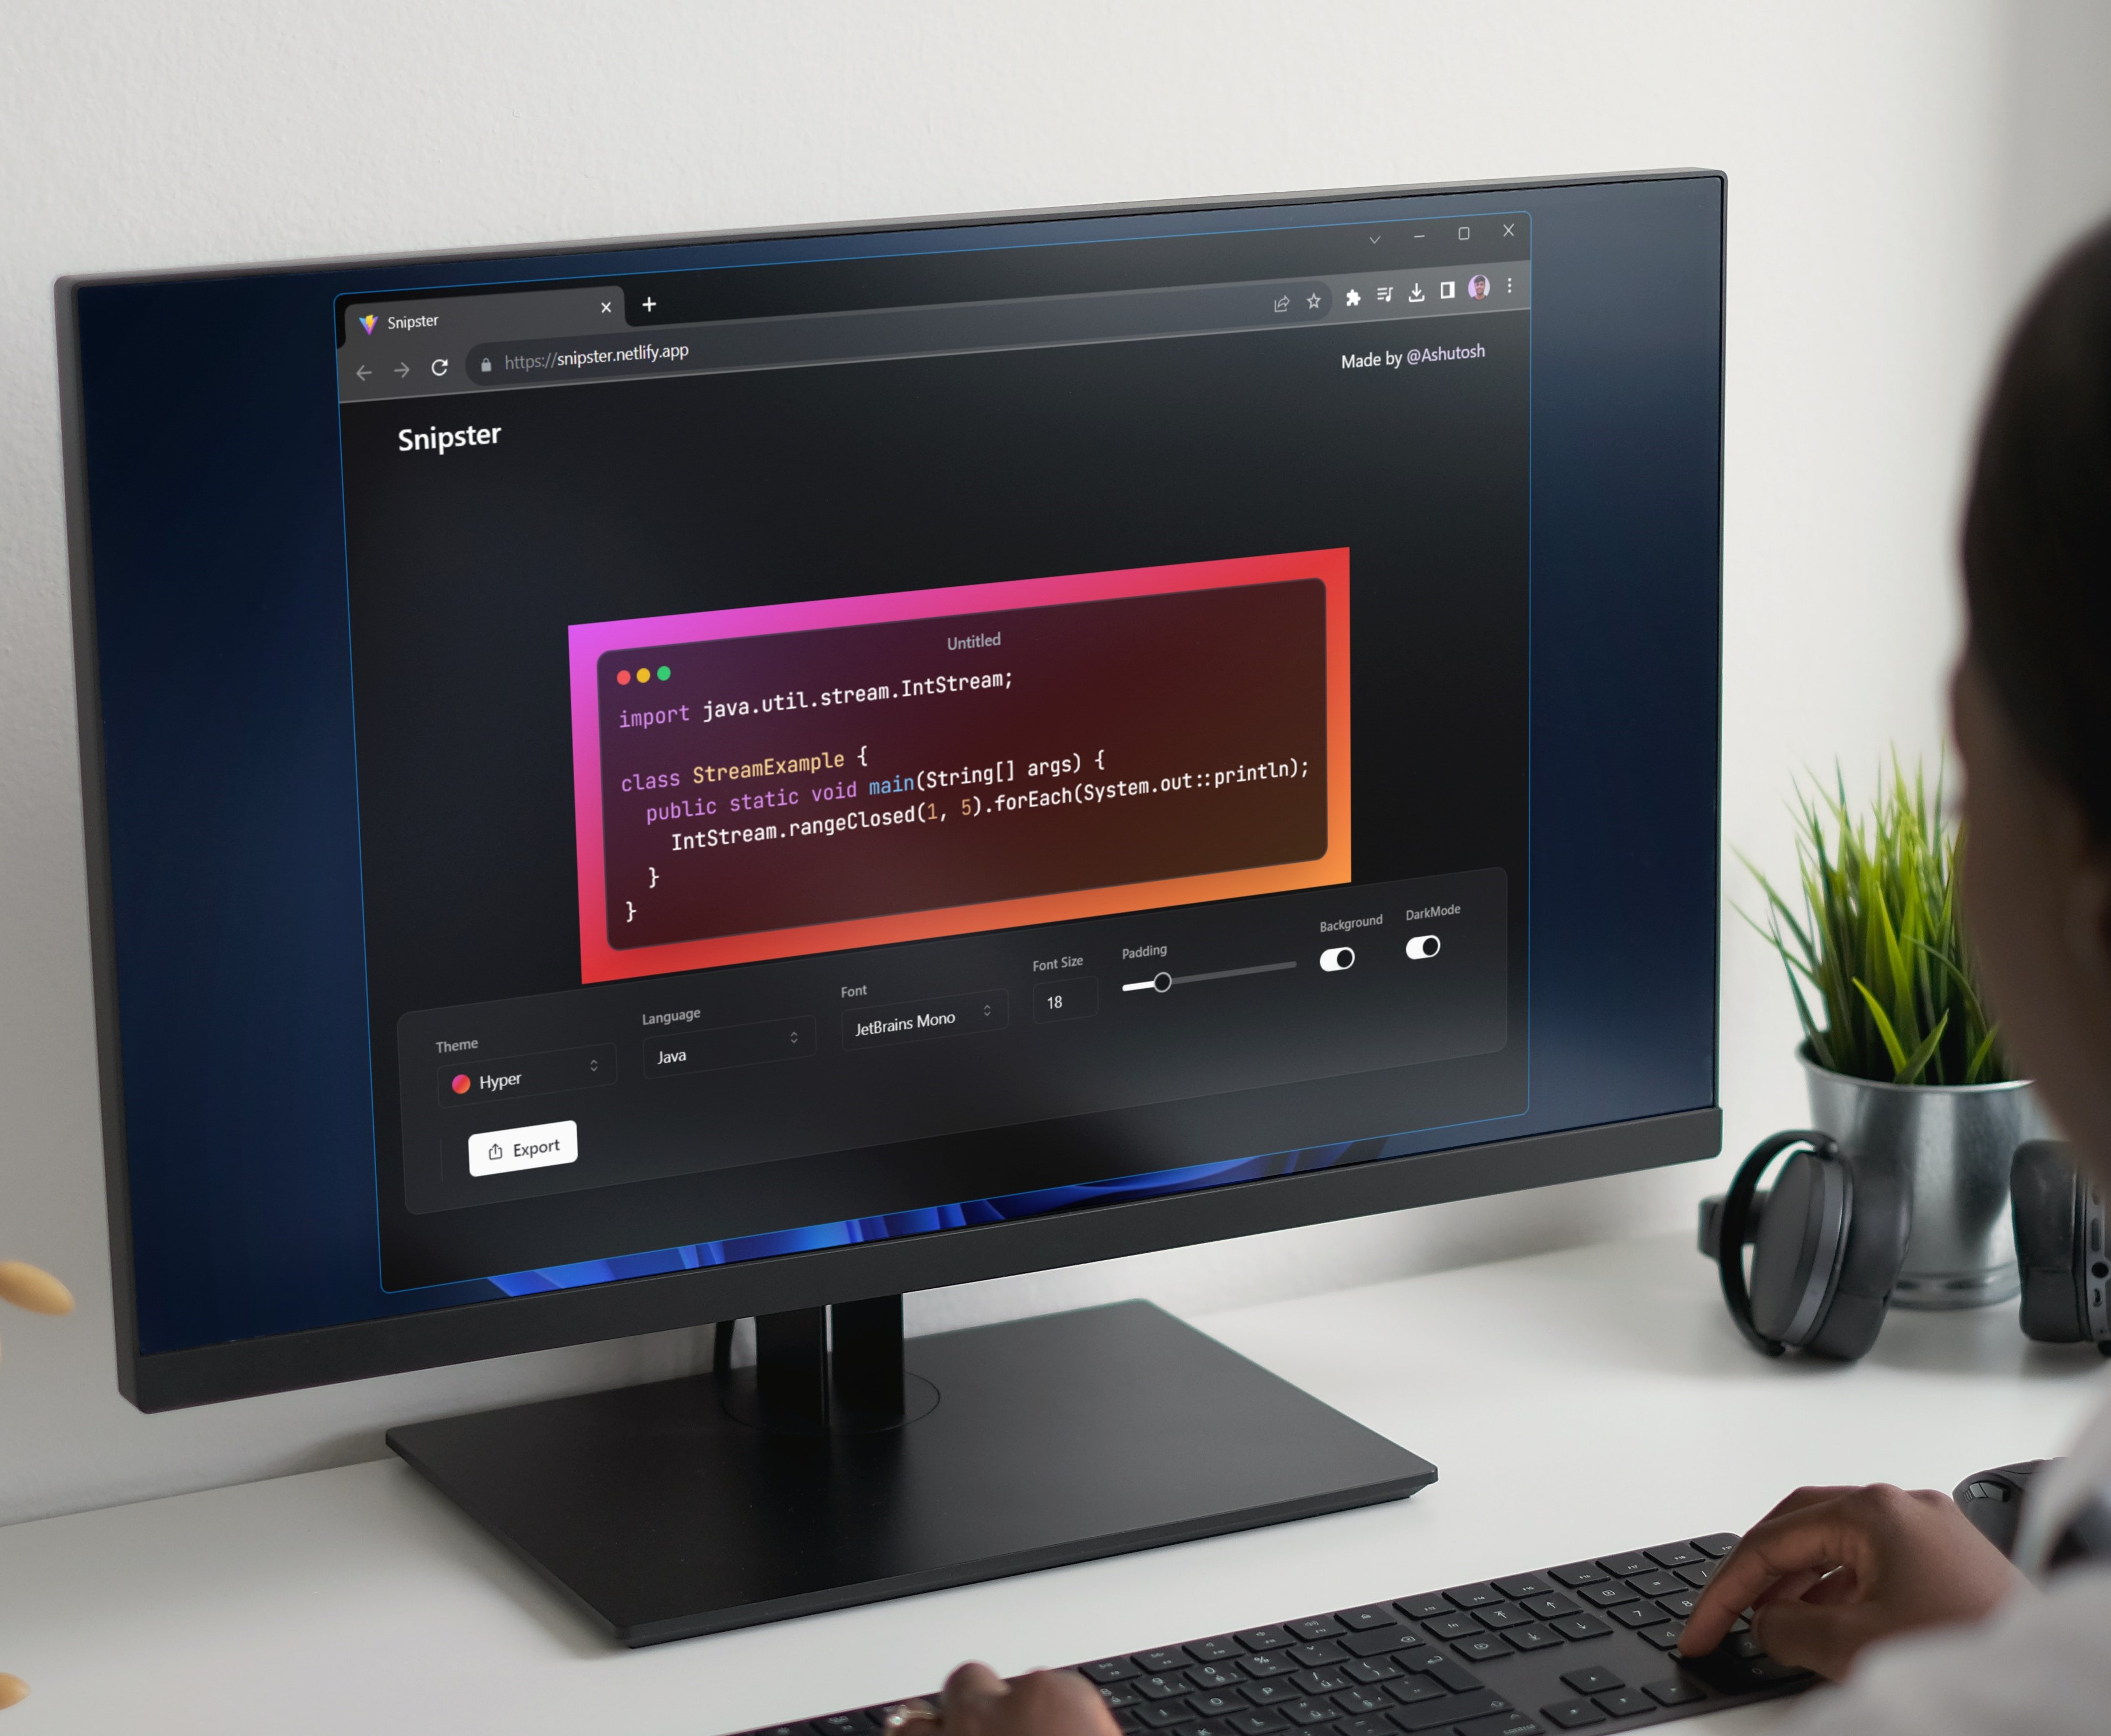 Snipster
https://snipster.netlify.app
Made by @Ashutosh
Snipster
Untitled
import java.util.stream.IntStream;
class StreamExample {
public static void main(String[] args) {
IntStream.rangeClosed(1, 5).forEach(System.out::println);
}
}
Theme
Hyper
Language
Java
Font
JetBrains Mono
Font Size
18
Padding
Background
DarkMode
Export